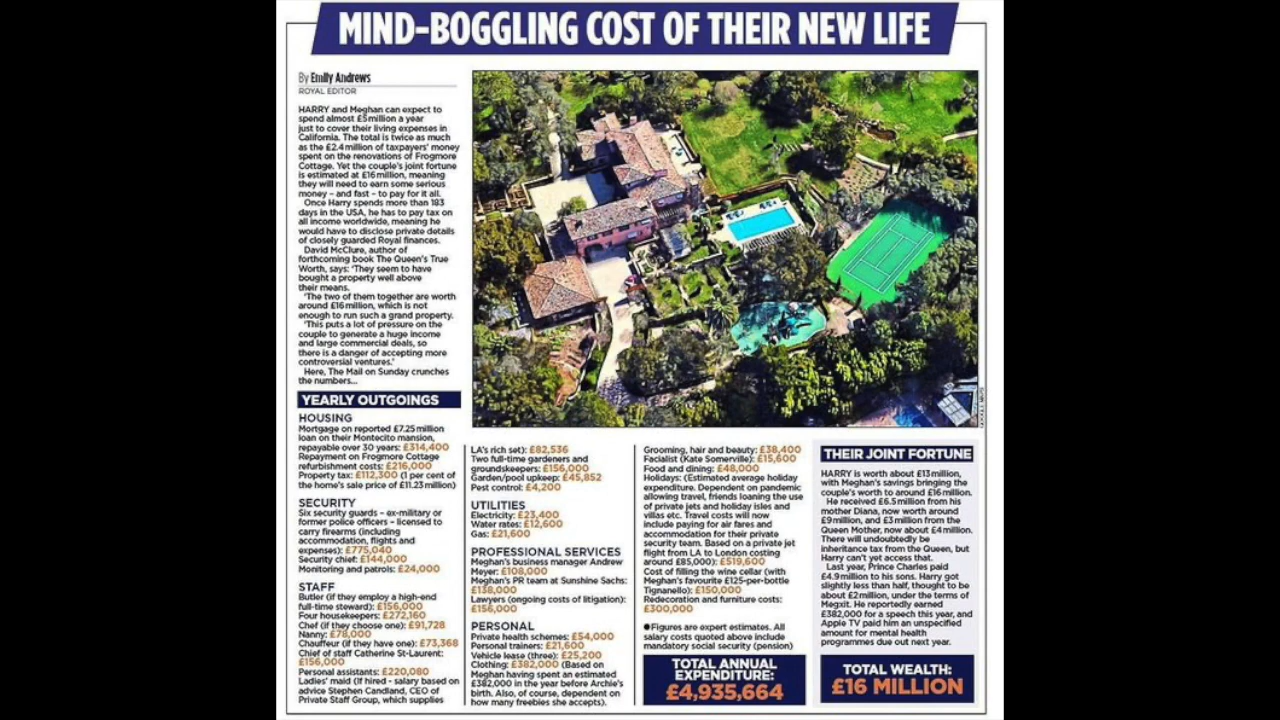 MIND-BOGGLING COST OF THEIR NEW LIFE
By Emily Andrews
ROYAL EDITOR
HARRY and Meghan can expect to
spend almost £5million a year
just to cover their living expenses in
California. The total is twice as much
as the £2.4million of taxpayers' money
spent on the renovations of Frogmore
Cottage. Yet the couple's joint fortune
is estimated at £16million, meaning
they will need to earn some serious
money – and fast – to pay for it all.
Once Harry spends more than 183
days in the USA, he has to pay tax on
all income worldwide, meaning he
would have to disclose private details
of closely guarded Royal finances.
David McClure, author of
forthcoming book The Queen's True
Worth, says: 'They seem to have
bought a property well above
their means.
'The two of them together are worth
around £16million, which is not
enough to run such a grand property.
'This puts a lot of pressure on the
couple to generate a huge income
and large commercial deals, so
there is a danger of accepting more
controversial ventures.'
Here, The Mail on Sunday crunches
the numbers...
GOOGLE MAPS
YEARLY OUTGOINGS
HOUSING
Mortgage on reported £7.25million
loan on their Montecito mansion,
repayable over 30 years: £314,400
Repayment on Frogmore Cottage
refurbishment costs: £216,000
Property tax: £112,300 (1 per cent of
the home's sale price of £11.23million)
SECURITY
Six security guards – ex-military or
former police officers – licensed to
carry firearms (including
accommodation, flights and
expenses): £775,040
Security chief: £144,000
Monitoring and patrols: £24,000
STAFF
Butler (if they employ a high-end
full-time steward): £156,000
Four housekeepers: £272,160
Chef (if they choose one): £91,728
Nanny: £78,000
Chauffeur (if they have one): £73,368
Chief of staff Catherine St-Laurent:
£156,000
Personal assistants: £220,080
Ladies' maid (if hired - salary based on
advice Stephen Candland, CEO of
Private Staff Group, which supplies
LA's rich set): £82,536
Two full-time gardeners and
groundskeepers: £156,000
Garden/pool upkeep: £45,852
Pest control: £4,200
UTILITIES
Electricity: £23,400
Water rates: £12,600
Gas: £21,600
PROFESSIONAL SERVICES
Meghan's business manager Andrew
Meyer: £108,000
Meghan's PR team at Sunshine Sachs:
£138,000
Lawyers (ongoing costs of litigation):
£156,000
PERSONAL
Private health schemes: £54,000
Personal trainers: £21,600
Vehicle lease (three): £25,200
Clothing: £382,000 (Based on
Meghan having spent an estimated
£382,000 in the year before Archie's
birth. Also, of course, dependent on
how many freebies she accepts).
Grooming, hair and beauty: £38,400
Facialist (Kate Somerville): £15,600
Food and dining: £48,000
Holidays: (Estimated average holiday
expenditure. Dependent on pandemic
allowing travel, friends loaning the use
of private jets and holiday isles and
villas etc. Travel costs will now
include paying for air fares and
accommodation for their private
security team. Based on a private jet
flight from LA to London costing
around £85,000): £519,600
Cost of filling the wine cellar (with
Meghan's favourite £125-per-bottle
Tignanello): £150,000
Redecoration and furniture costs:
£300,000
●Figures are expert estimates. All
salary costs quoted above include
mandatory social security (pension)
TOTAL ANNUAL
EXPENDITURE:
£4,935,664
THEIR JOINT FORTUNE
HARRY is worth about £13million,
with Meghan's savings bringing the
couple's worth to around £16million.
He received £6.5million from his
mother Diana, now worth around
£9million, and £3million from the
Queen Mother, now about £4million.
There will undoubtedly be
inheritance tax from the Queen, but
Harry can't yet access that.
Last year, Prince Charles paid
£4.9million to his sons. Harry got
slightly less than half, thought to be
about £2million, under the terms of
Megxit. He reportedly earned
£382,000 for a speech this year, and
Apple TV paid him an unspecified
amount for mental health
programmes due out next year.
TOTAL WEALTH:
£16 MILLION